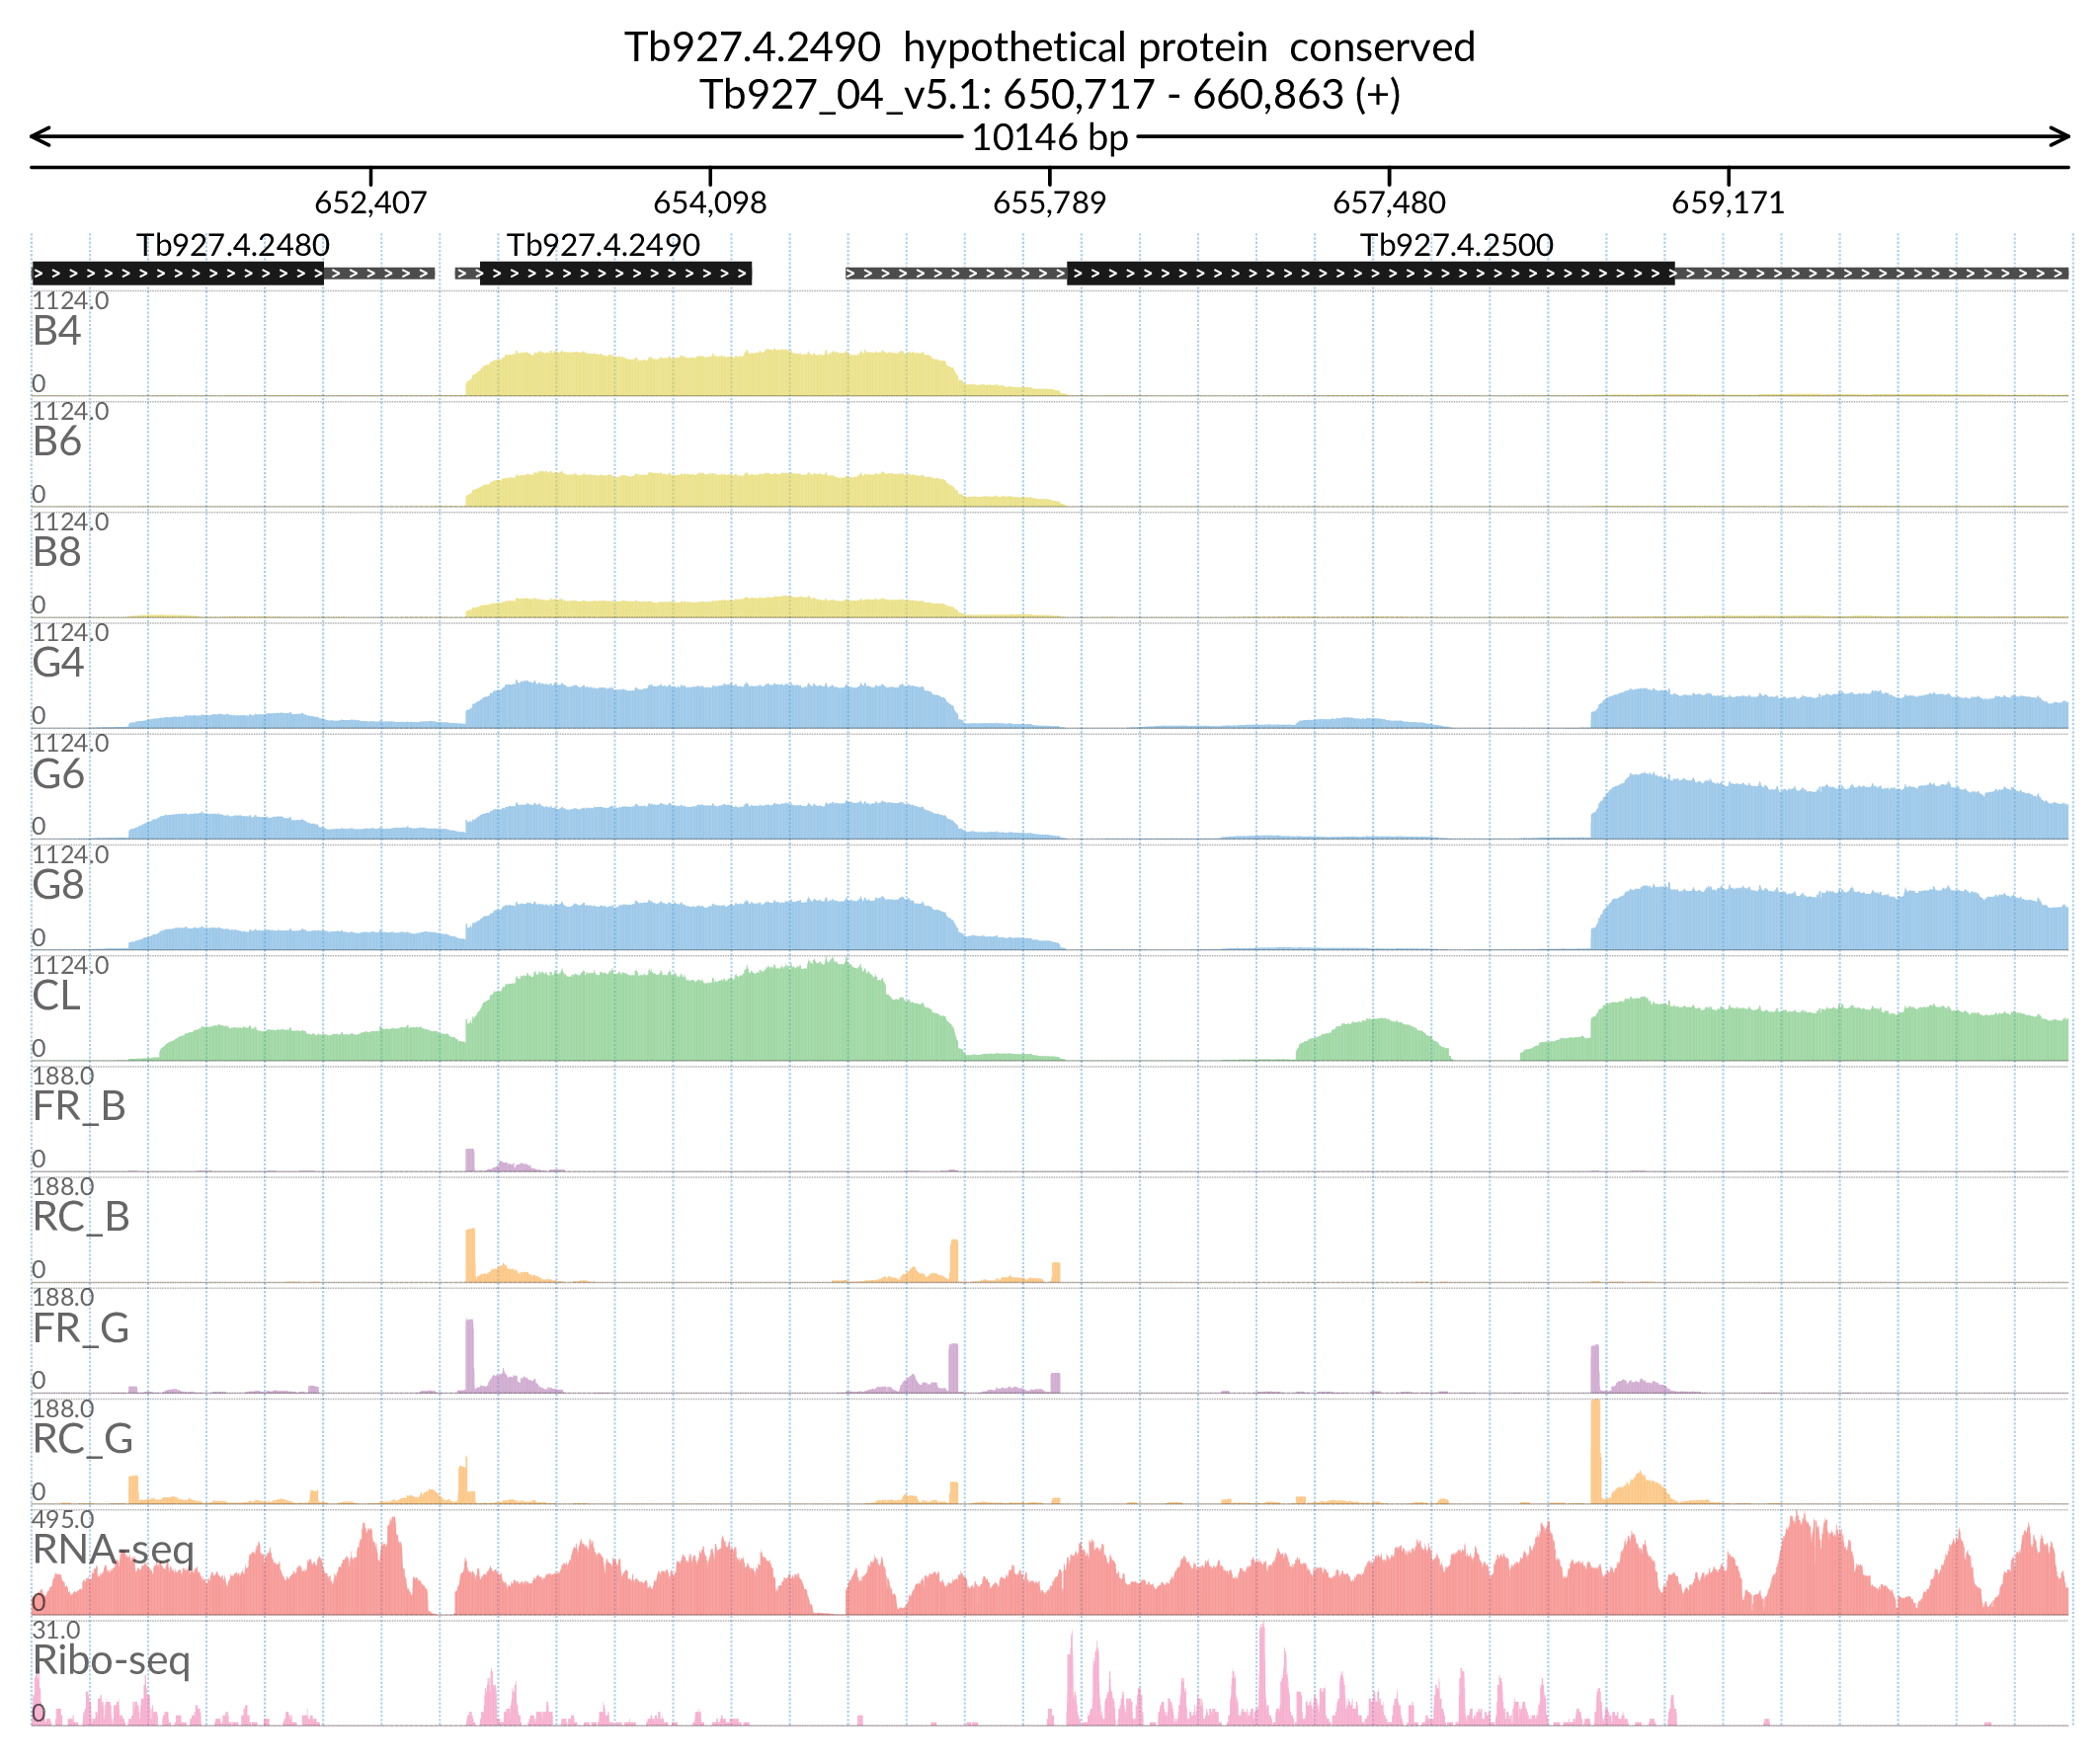 Tb927.4.2490  hypothetical protein  conserved
Tb927_04_v5.1: 650,717 - 660,863 (+)
10146 bp
652,407 654,098 655,789 657,480 659,171
Tb927.4.2480 Tb927.4.2490 Tb927.4.2500
1124.0
B4
0
1124.0
B6
0
1124.0
B8
0
1124.0
G4
0
1124.0
G6
0
1124.0
G8
0
1124.0
CL
0
188.0
FR_B
0
188.0
RC_B
0
188.0
FR_G
0
188.0
RC_G
0
495.0
RNA-seq
0
31.0
Ribo-seq
0